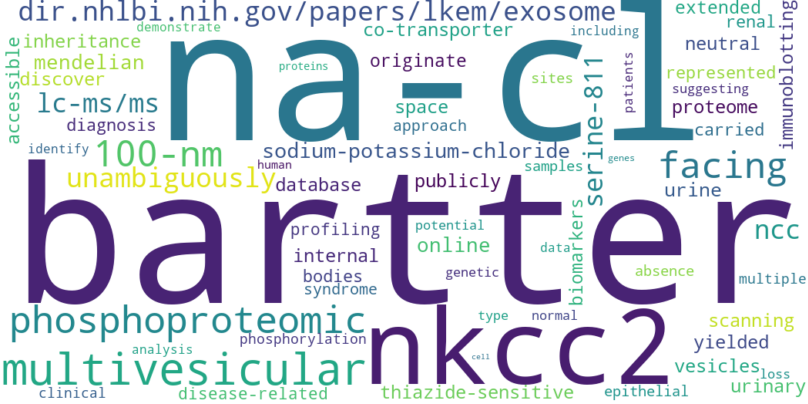 dir.nhlbi.nih.gov/papers/lkem/exosome
extended
demonstrate
co-transporter
including
renal
inheritance
neutral
mendelian
originate
discover
proteins
na-cl
sites
represented
accessible
lc-ms/ms
space
serine-811
patients
suggesting
immunoblotting
proteome
diagnosis
approach
carried
identify
100-nm
sodium-potassium-chloride
genes
human
samples
facing
unambiguously
database
publicly
urine
bartter
profiling
potential
biomarkers
ncc
internal
online
data
bodies
genetic
absence
multiple
syndrome
phosphoproteomic
nkcc2
type
normal
scanning
phosphorylation
yielded
analysis
multivesicular
cell
vesicles
loss
clinical
disease-related
thiazide-sensitive
epithelial
urinary